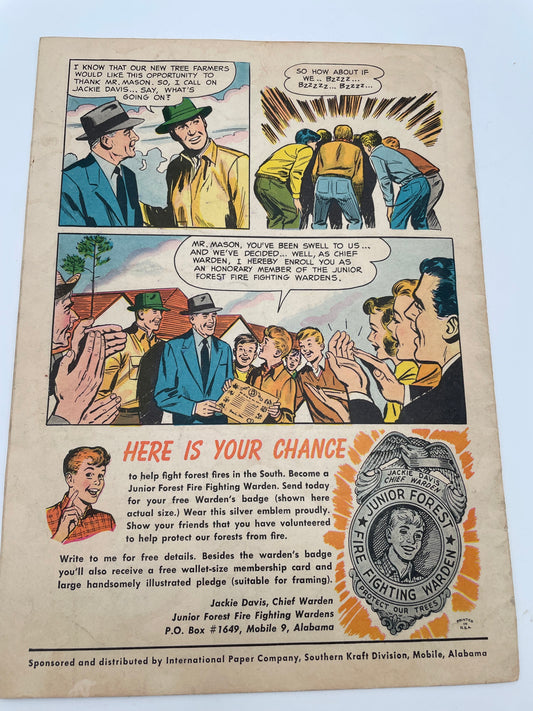 I KNOW THAT OUR NEW TREE FARMERS
WOULD LIKE THIS OPPORTUNITY TO
THANK MR. MASON. SO, I CALL ON
JACKIE DAVIS... SAY, WHAT'S
GOING ON?
SO HOW ABOUT IF
WE... BZZZZ...
BZZZZZ... BZZZZ...
MR. MASON, YOU'VE BEEN SWELL TO US...
AND WE'VE DECIDED... WELL, AS CHIEF
WARDEN, I HEREBY ENROLL YOU AS
AN HONORARY MEMBER OF THE JUNIOR
FOREST FIRE FIGHTING WARDENS.
HERE IS YOUR CHANCE
to help fight forest fires in the South. Become a
Junior Forest Fire Fighting Warden. Send today
for your free Warden's badge (shown here
actual size.) Wear this silver emblem proudly.
Show your friends that you have volunteered
to help protect our forests from fire.
Write to me for free details. Besides the warden's badge
you'll also receive a free wallet-size membership card and
large handsomely illustrated pledge (suitable for framing).
Jackie Davis, Chief Warden
Junior Forest Fire Fighting Wardens
P.O. Box #1649, Mobile 9, Alabama
JACKIE DAVIS
CHIEF WARDEN
JUNIOR FOREST
FIRE FIGHTING WARDEN
PROTECT OUR TREES
PRINTED
IN
U.S.A.
Sponsored and distributed by International Paper Company, Southern Kraft Division, Mobile, Alabama